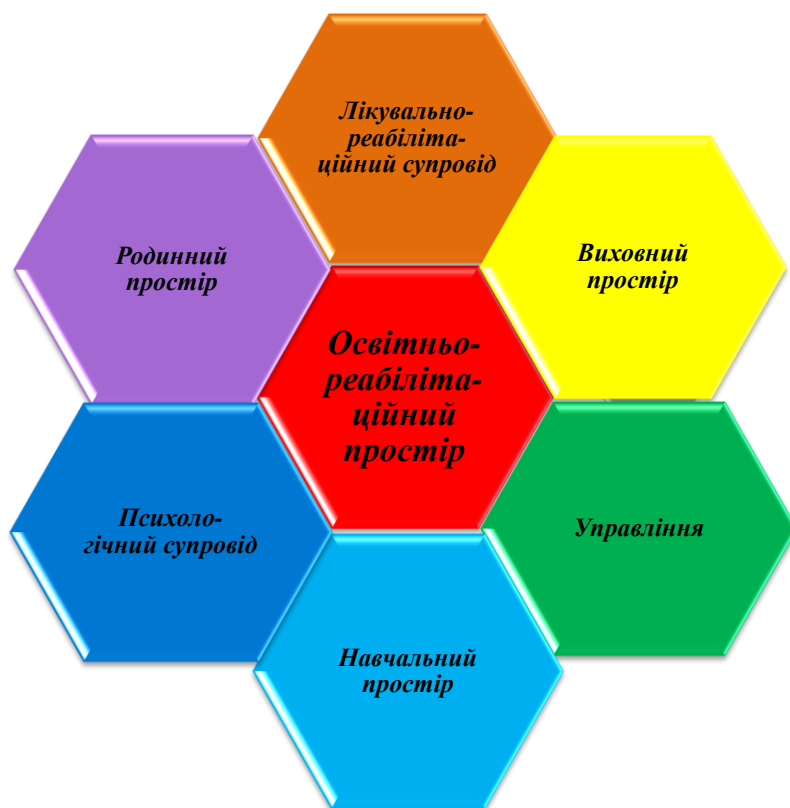 Лікувально-
реабіліта-
ційний супровід
Родинний
простір
Виховний
простір
Освітньо-
реабіліта-
ційний
простір
Психоло-
гічний супровід
Управління
Навчальний
простір